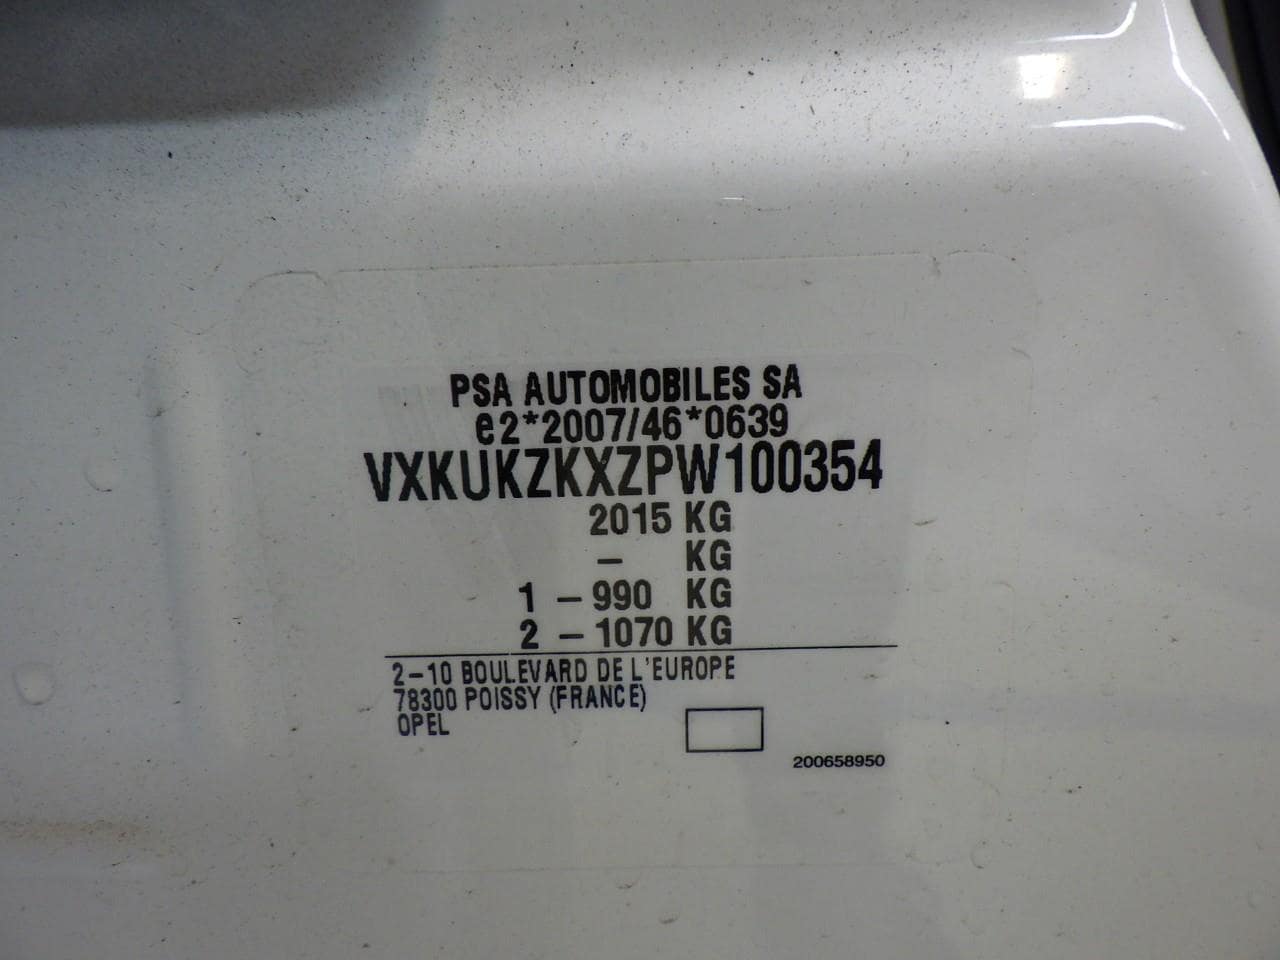 PSA AUTOMOBILES SA
e2*2007/46*0639
VXKUKZKXZPW100354
2015 KG
– KG
1 – 990 KG
2 – 1070 KG
2–10 BOULEVARD DE L'EUROPE
78300 POISSY (FRANCE)
OPEL
200658950